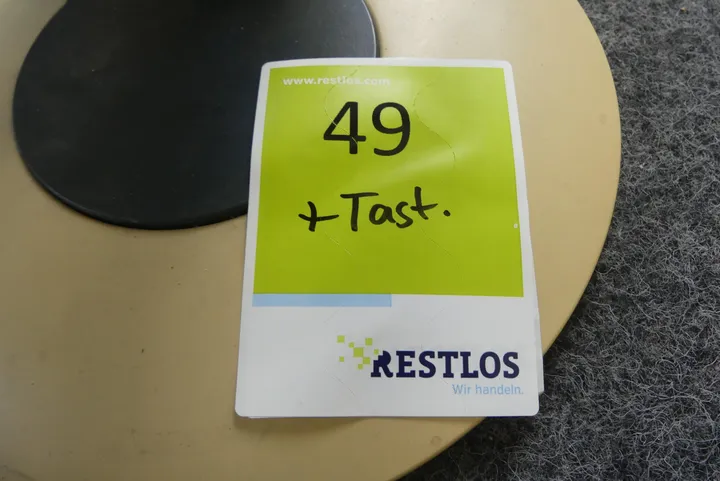 www.restlos.com
49
+ Tast.
RESTLOS
Wir handeln.